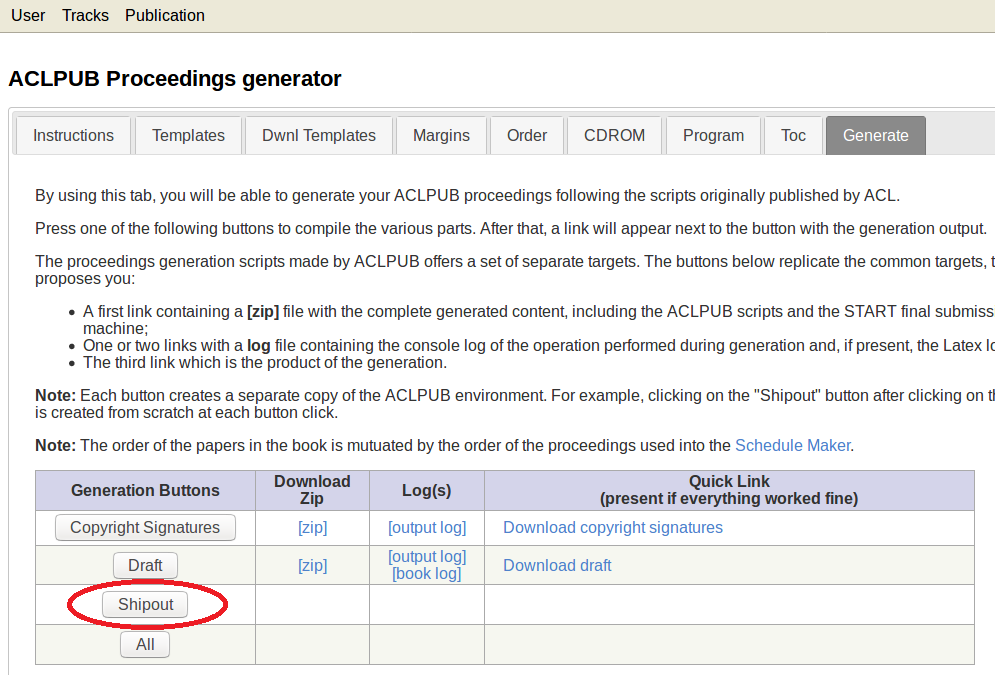 User Tracks Publication
ACLPUB Proceedings generator
Instructions Templates Dwnl Templates Margins Order CDROM Program Toc Generate
By using this tab, you will be able to generate your ACLPUB proceedings following the scripts originally published by ACL.
Press one of the following buttons to compile the various parts. After that, a link will appear next to the button with the generation output.
The proceedings generation scripts made by ACLPUB offers a set of separate targets. The buttons below replicate the common targets,
proposes you:
• A first link containing a [zip] file with the complete generated content, including the ACLPUB scripts and the START final
machine;
• One or two links with a log file containing the console log of the operation performed during generation and, if present, the Latex
• The third link which is the product of the generation.
Note: Each button creates a separate copy of the ACLPUB environment. For example, clicking on the "Shipout" button after clicking on
is created from scratch at each button click.
Note: The order of the papers in the book is mutuated by the order of the proceedings used into the Schedule Maker.
Generation Buttons Download Zip Log(s) Quick Link
(present if everything worked fine)
Copyright Signatures [zip] [output log] Download copyright signatures
Draft [zip] [output log] [book log] Download draft
Shipout
All